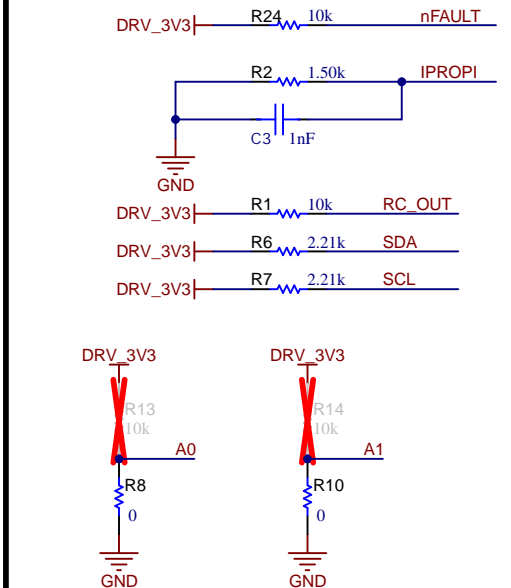 DRV_3V3 R24 10k nFAULT
R2 1.50k IPROPI
C3 1nF
GND
DRV_3V3 R1 10k RC_OUT
DRV_3V3 R6 2.21k SDA
DRV_3V3 R7 2.21k SCL
DRV_3V3 DRV_3V3
R13 R14
10k 10k
A0 A1
R8 R10
0 0
GND GND